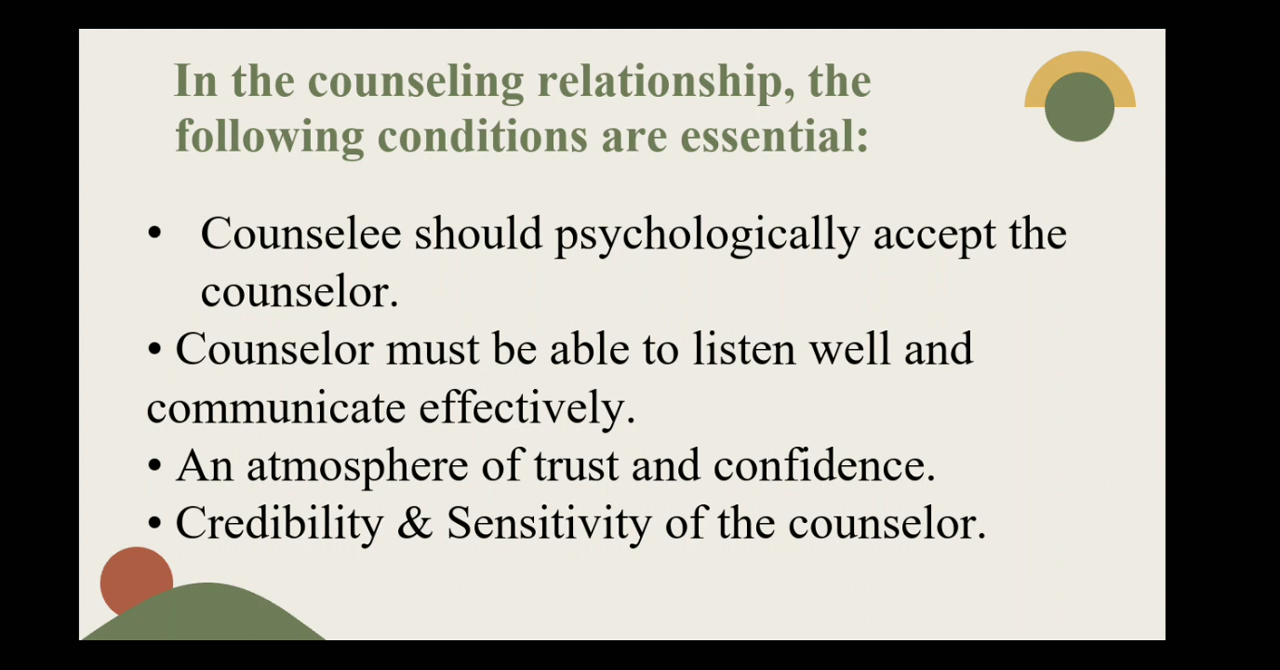 In the counseling relationship, the
following conditions are essential:
• Counselee should psychologically accept the
counselor.
• Counselor must be able to listen well and
communicate effectively.
• An atmosphere of trust and confidence.
• Credibility & Sensitivity of the counselor.